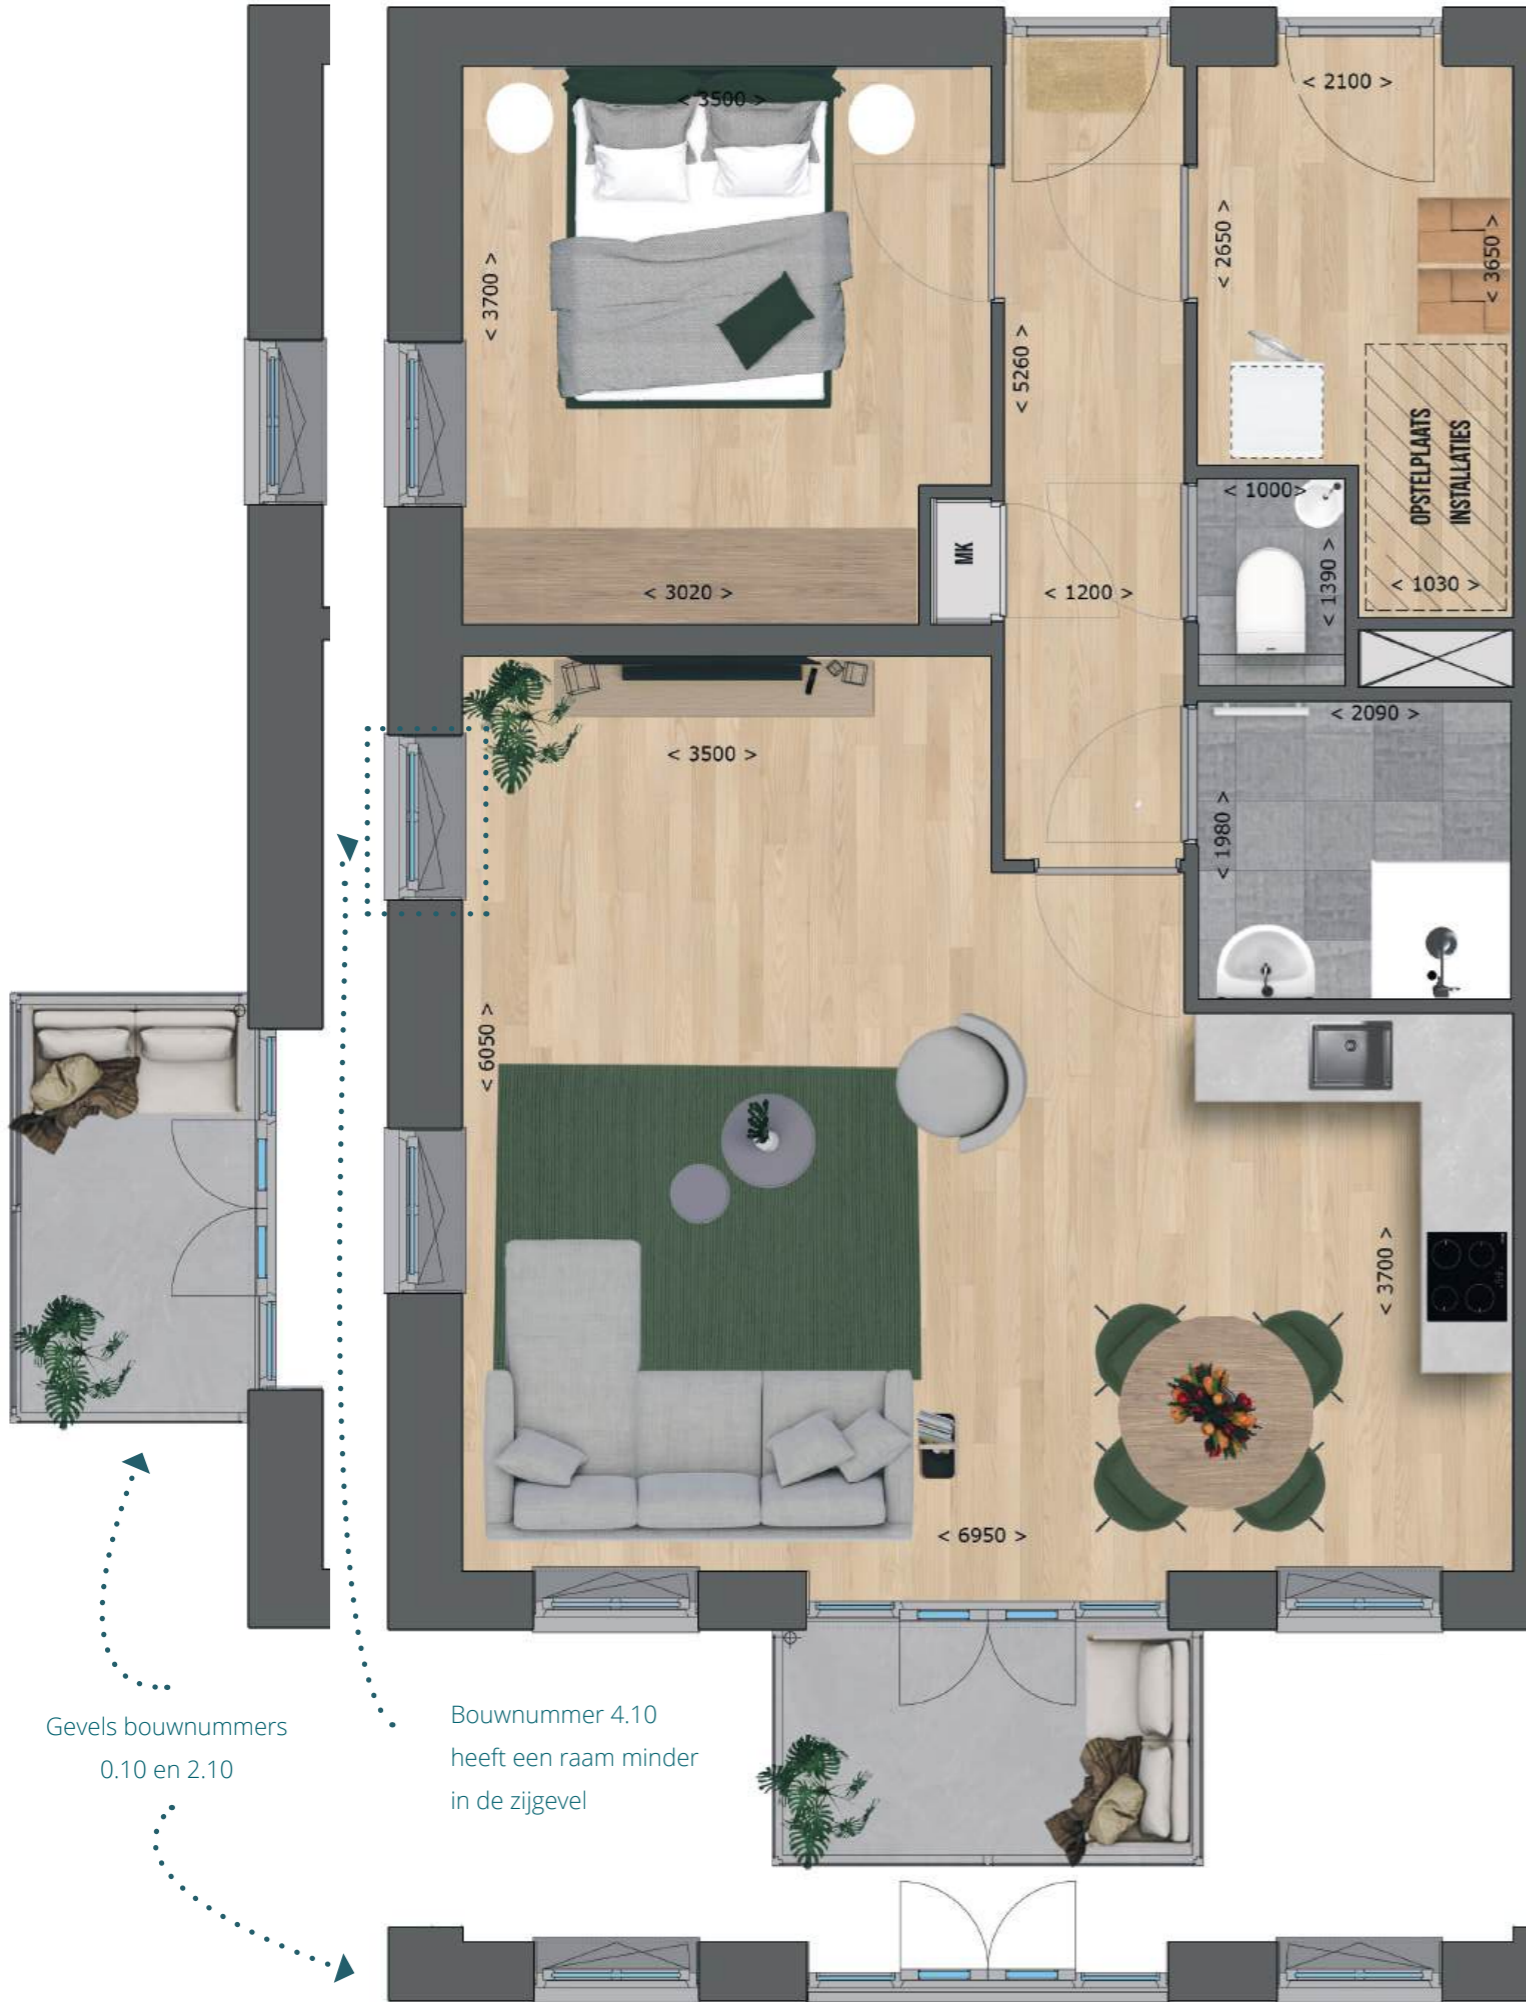 < 2100 >
< 3500 >
< 2650 >
< 3650 >
< 3700 >
< 5260 >
OPSTELPLAATS
INSTALLATIES
< 1000>
MK
< 1390 >
< 1030 >
< 3020 >
< 1200 >
< 2090 >
< 3500 >
< 1980 >
< 6050 >
< 3700 >
< 6950 >
Gevels bouwnummers
0.10 en 2.10
Bouwnummer 4.10
heeft een raam minder
in de zijgevel